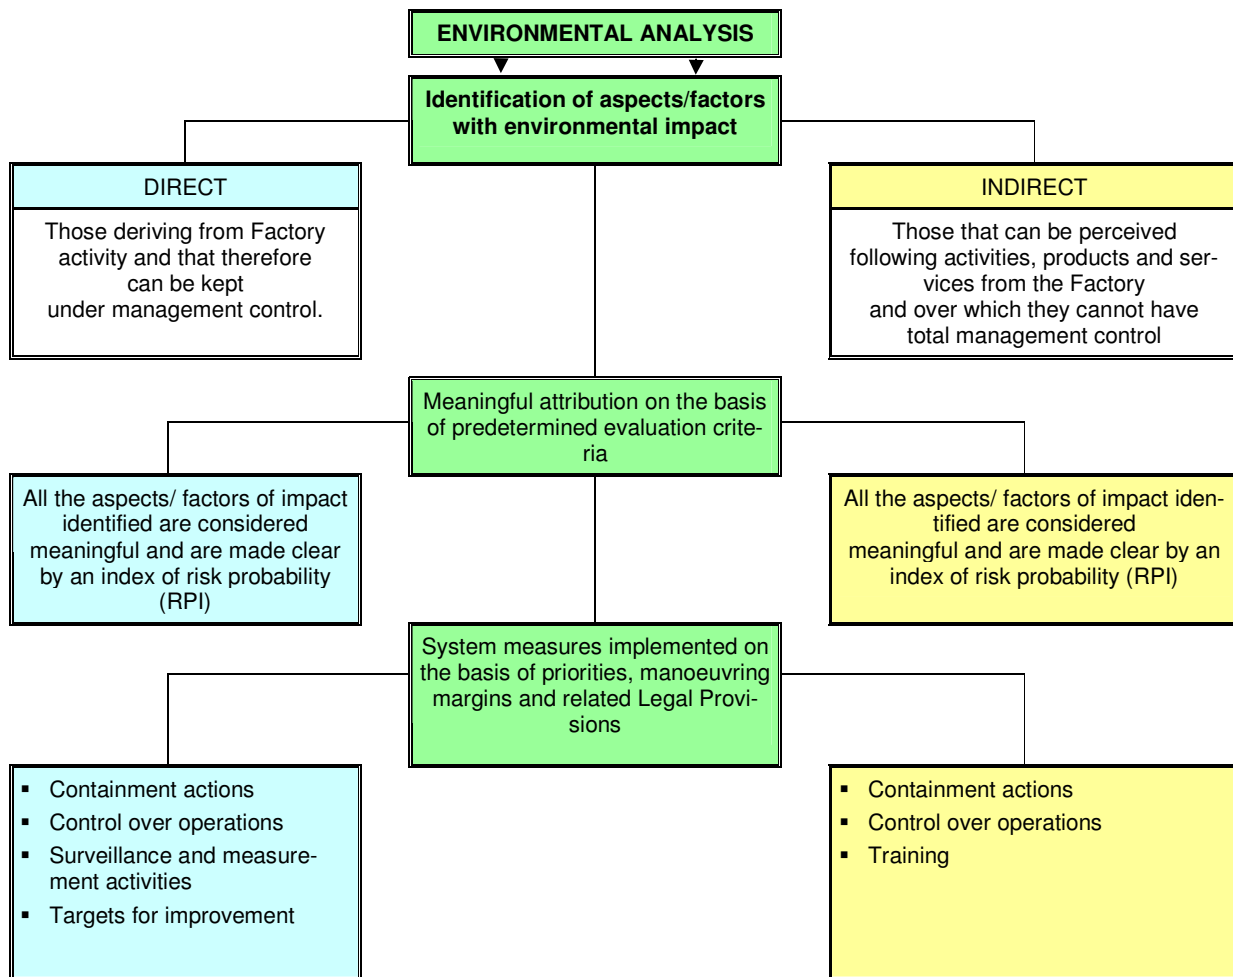 ENVIRONMENTAL ANALYSIS
Identification of aspects/factors
with environmental impact
DIRECT
Those deriving from Factory
activity and that therefore
can be kept
under management control.
INDIRECT
Those that can be perceived
following activities, products and ser-
vices from the Factory
and over which they cannot have
total management control
Meaningful attribution on the basis
of predetermined evaluation crite-
ria
All the aspects/ factors of impact
identified are considered
meaningful and are made clear
by an index of risk probability
(RPI)
All the aspects/ factors of impact iden-
tified are considered
meaningful and are made clear by an
index of risk probability (RPI)
System measures implemented on
the basis of priorities, manoeuvring
margins and related Legal Provi-
sions
▪ Containment actions
▪ Control over operations
▪ Surveillance and measure-
ment activities
▪ Targets for improvement
▪ Containment actions
▪ Control over operations
▪ Training